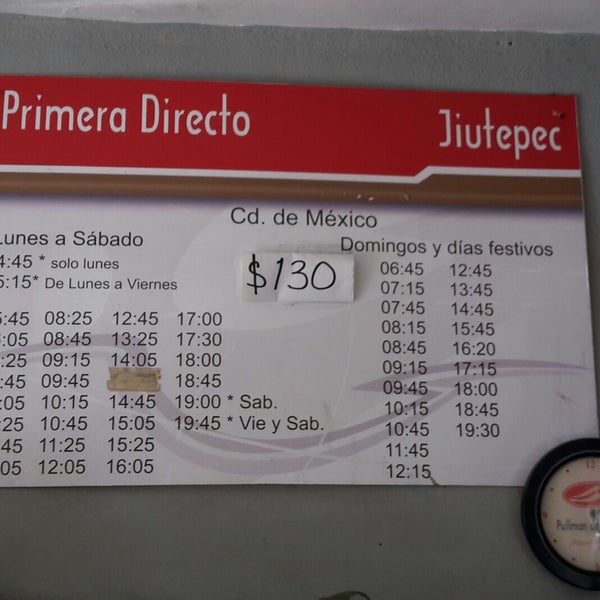 Primera Directo
Jiutepec
Cd. de México
Lunes a Sábado
4:45 * solo lunes
5:15* De Lunes a Viernes
$130
Domingos y días festivos
:45 08:25 12:45 17:00
:05 08:45 13:25 17:30
:25 09:15 14:05 18:00
:45 09:45 18:45
:05 10:15 14:45 19:00 * Sab.
:25 10:45 15:05 19:45 * Vie y Sab.
:45 11:25 15:25
:05 12:05 16:05
06:45 12:45
07:15 13:45
07:45 14:45
08:15 15:45
08:45 16:20
09:15 17:15
09:45 18:00
10:15 18:45
10:45 19:30
11:45
12:15
12
Pullman